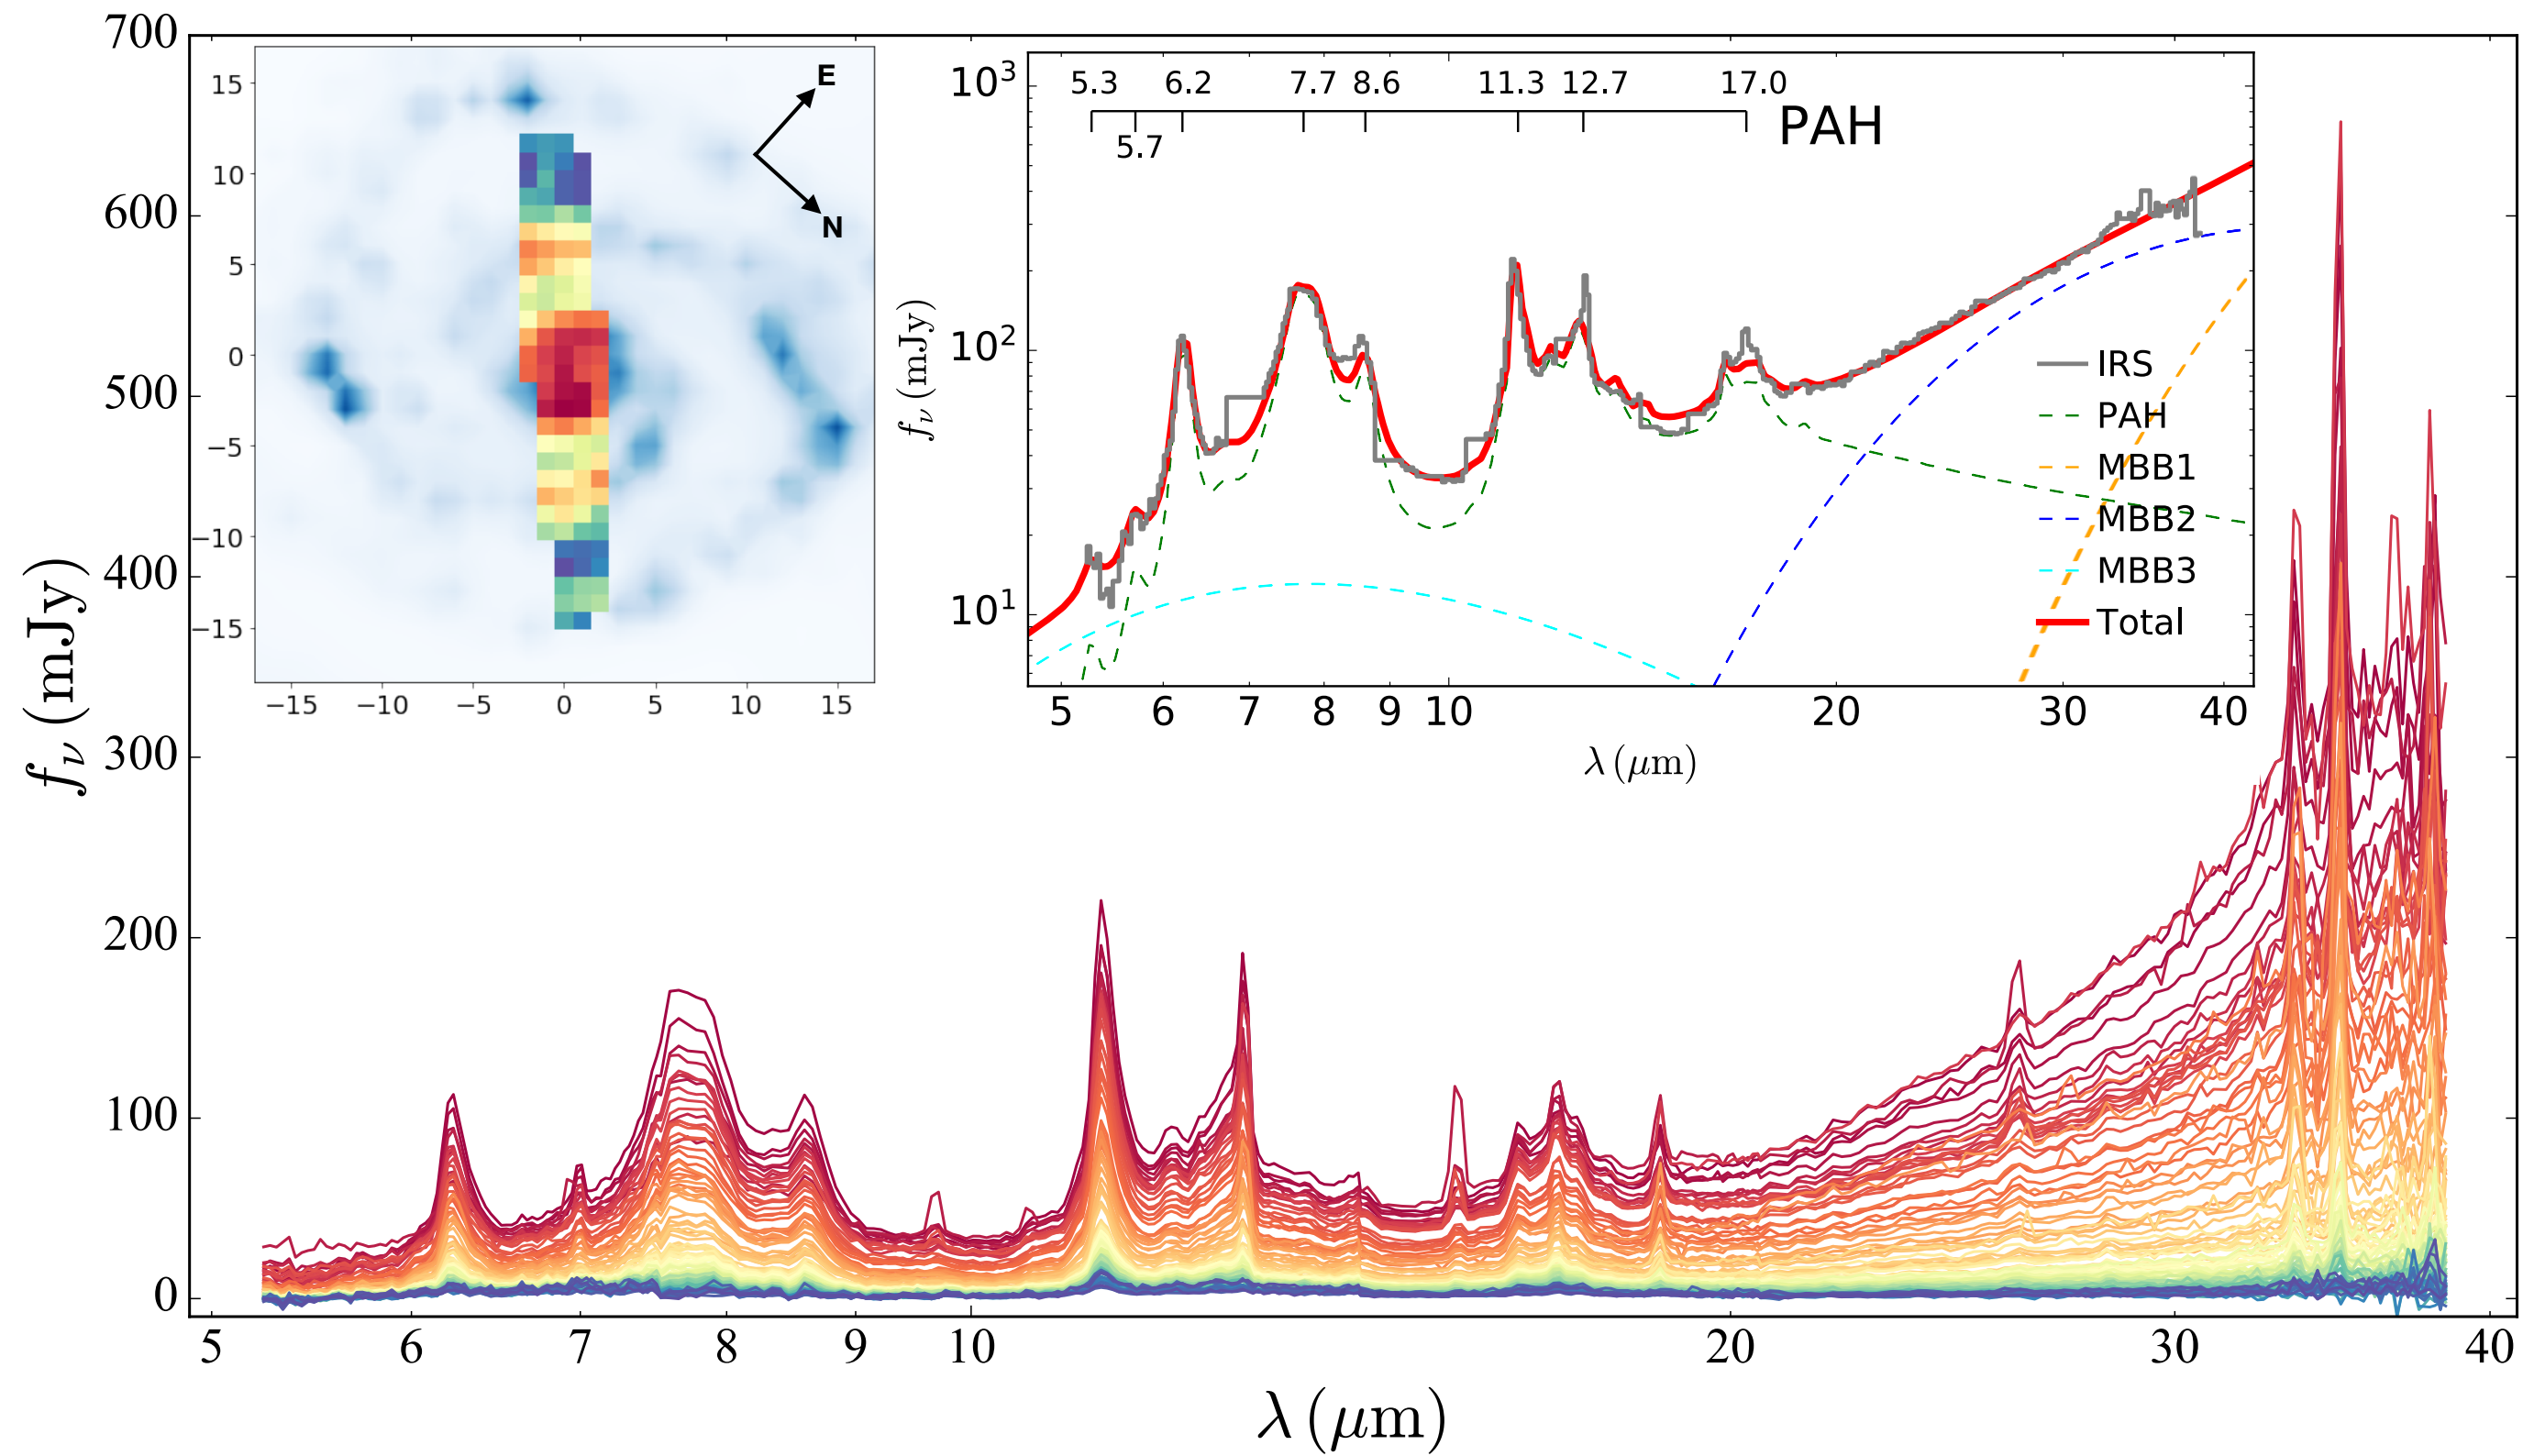 700
600
500
400
300
200
100
0
f_ν (mJy)
5 6 7 8 9 10 20 30 40
λ (μm)
15
10
5
0
−5
−10
−15
−15 −10 −5 0 5 10 15
E
N
10^3
10^2
10^1
f_ν (mJy)
5.3 6.2 7.7 8.6 11.3 12.7 17.0
5.7
PAH
IRS
PAH
MBB1
MBB2
MBB3
Total
5 6 7 8 9 10 20 30 40
λ (μm)